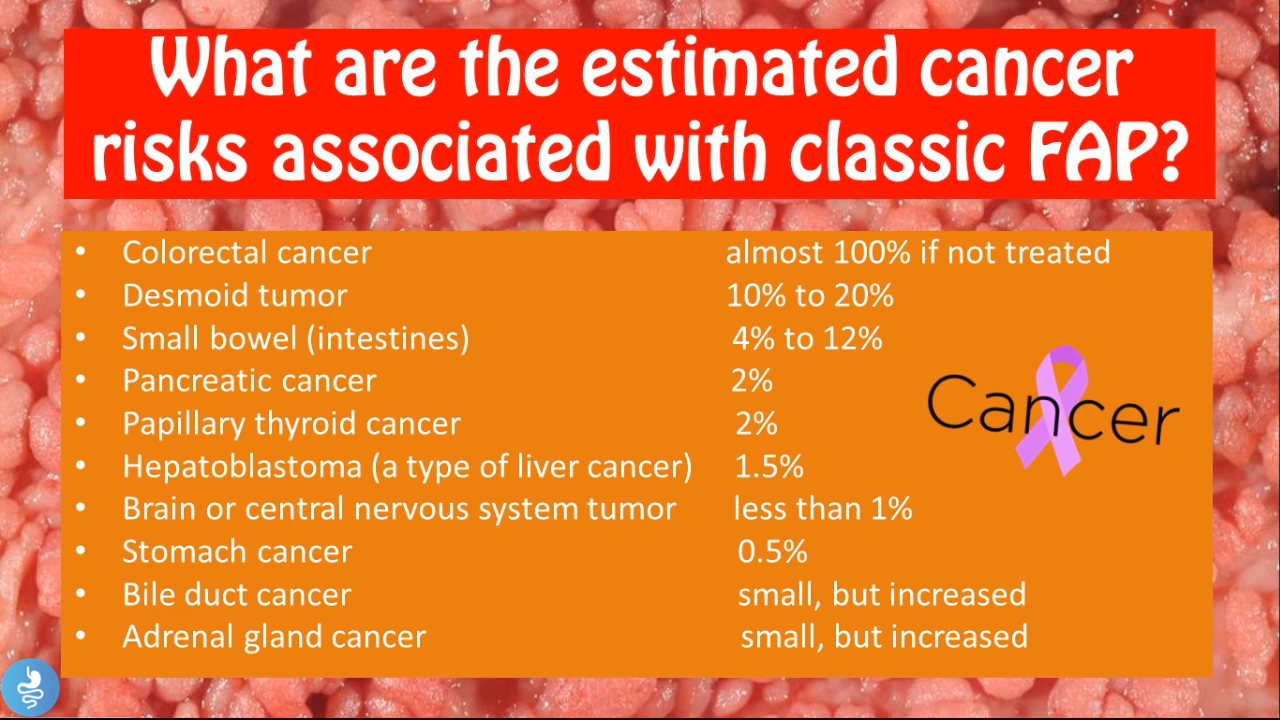 What are the estimated cancer
risks associated with classic FAP?
• Colorectal cancer almost 100% if not treated
• Desmoid tumor 10% to 20%
• Small bowel (intestines) 4% to 12%
• Pancreatic cancer 2%
• Papillary thyroid cancer 2%
• Hepatoblastoma (a type of liver cancer) 1.5%
• Brain or central nervous system tumor less than 1%
• Stomach cancer 0.5%
• Bile duct cancer small, but increased
• Adrenal gland cancer small, but increased
Cancer